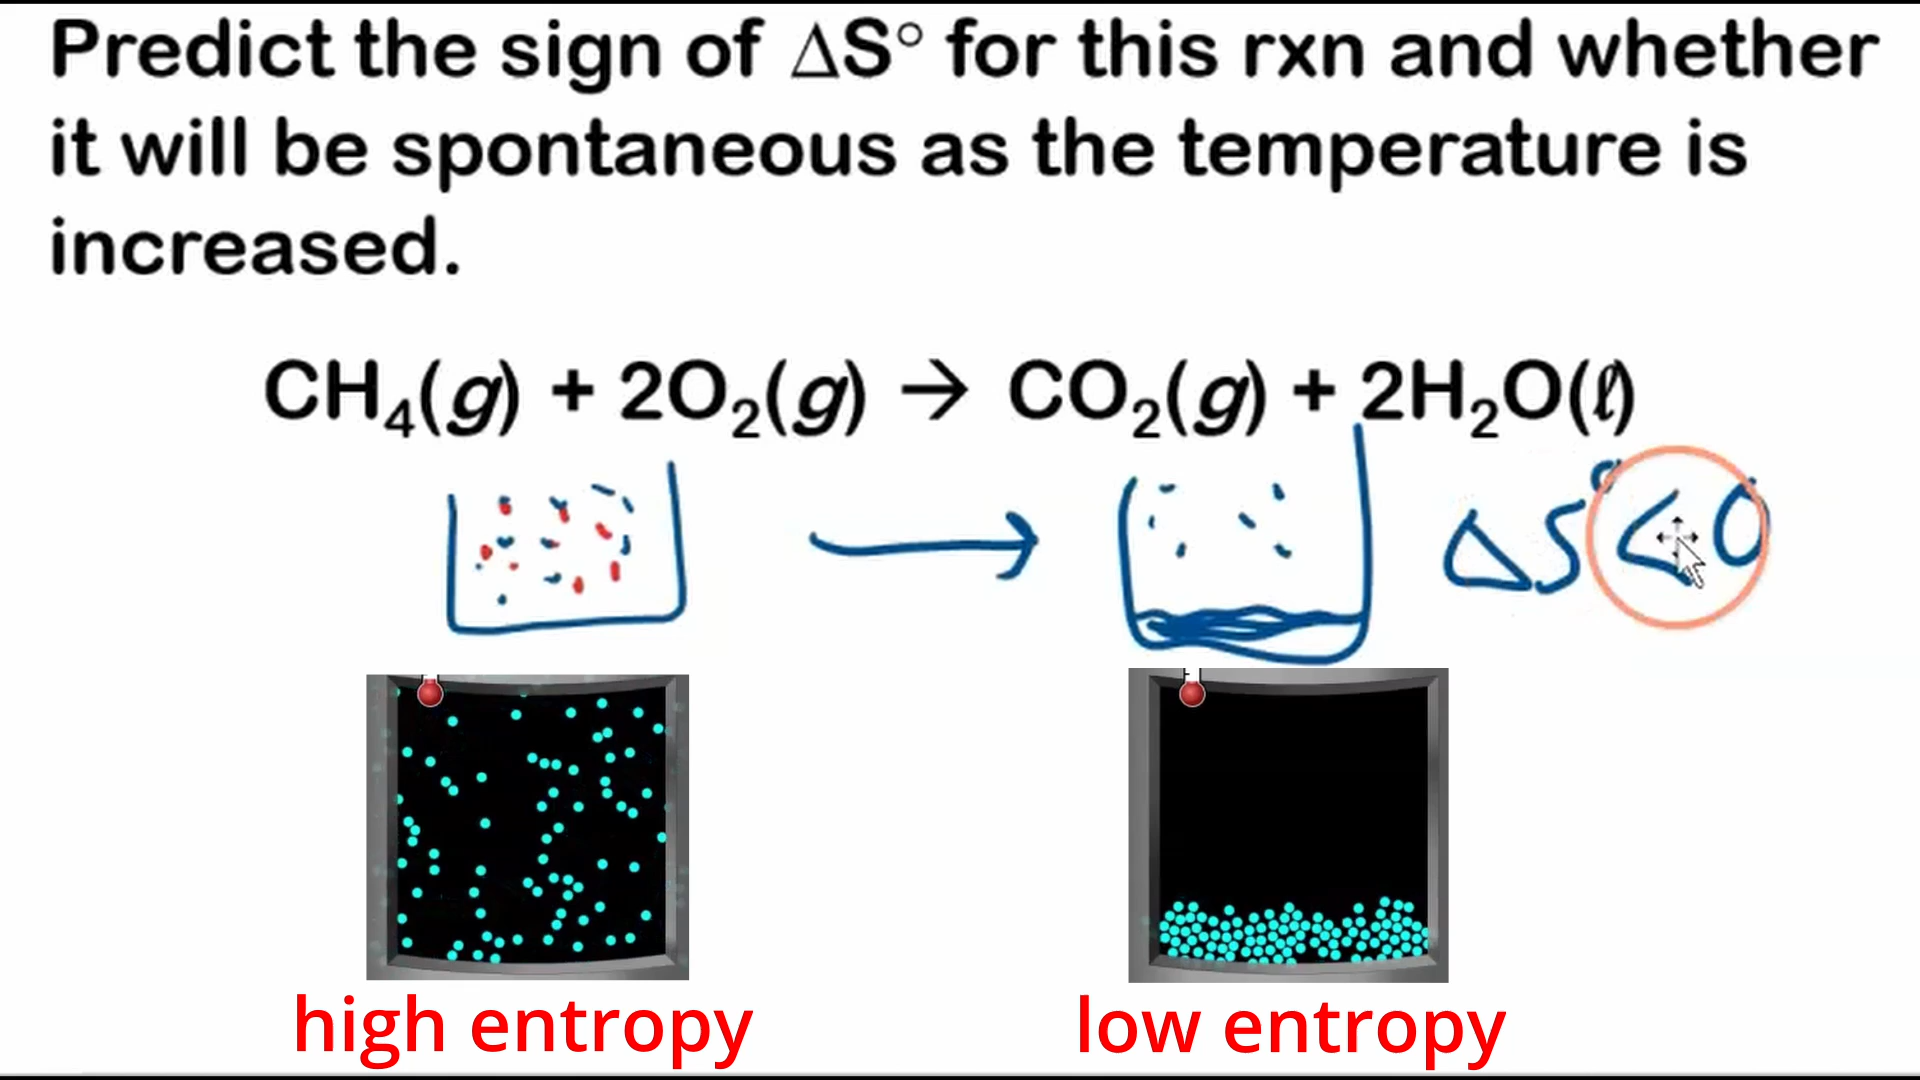 Predict the sign of ΔS° for this rxn and whether
it will be spontaneous as the temperature is
increased.
CH₄(g) + 2O₂(g) → CO₂(g) + 2H₂O(ℓ)
ΔS° < 0
high entropy
low entropy